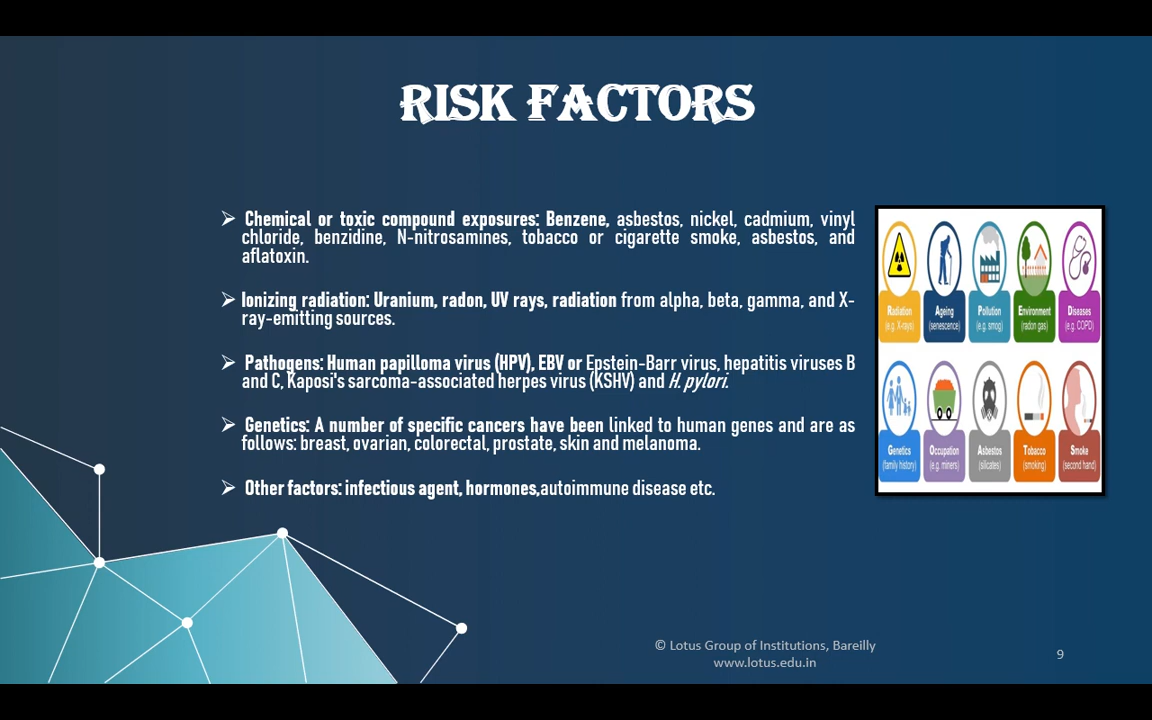 RISK FACTORS
➢ Chemical or toxic compound exposures: Benzene, asbestos, nickel, cadmium, vinyl
chloride, benzidine, N-nitrosamines, tobacco or cigarette smoke, asbestos, and
aflatoxin.
➢ Ionizing radiation: Uranium, radon, UV rays, radiation from alpha, beta, gamma, and X-
ray-emitting sources.
➢ Pathogens: Human papilloma virus (HPV), EBV or Epstein-Barr virus, hepatitis viruses B
and C, Kaposi's sarcoma-associated herpes virus (KSHV) and H. pylori.
➢ Genetics: A number of specific cancers have been linked to human genes and are as
follows: breast, ovarian, colorectal, prostate, skin and melanoma.
➢ Other factors: infectious agent, hormones,autoimmune disease etc.
Radiation
(e.g. X-rays)
Ageing
(senescence)
Pollution
(e.g. smog)
Environment
(radon gas)
Diseases
(e.g. COPD)
Genetics
(family history)
Occupation
(e.g. miners)
Asbestos
(silicates)
Tobacco
(smoking)
Smoke
(second hand)
© Lotus Group of Institutions, Bareilly
www.lotus.edu.in
9